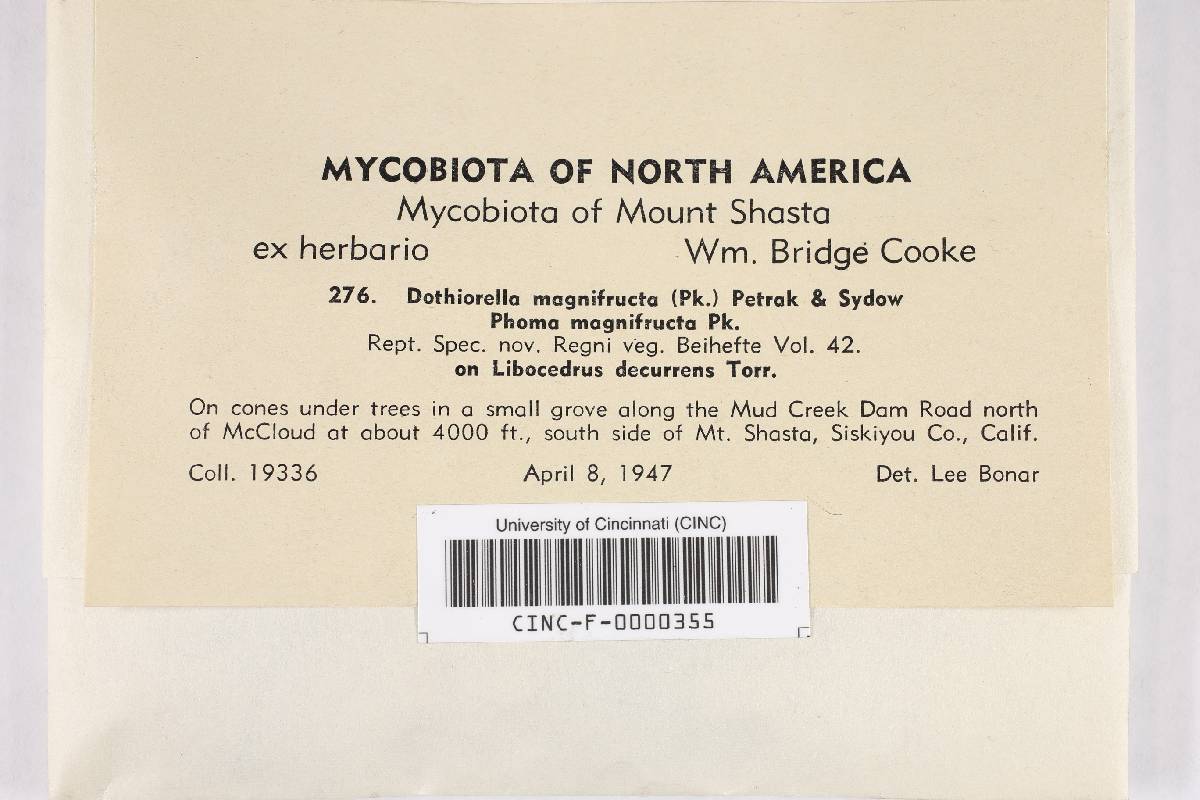 MYCOBIOTA OF NORTH AMERICA
Mycobiota of Mount Shasta
ex herbario Wm. Bridge Cooke
276. Dothiorella magnifructa (Pk.) Petrak & Sydow
Phoma magnifructa Pk.
Rept. Spec. nov. Regni veg. Beihefte Vol. 42.
on Libocedrus decurrens Torr.
On cones under trees in a small grove along the Mud Creek Dam Road north
of McCloud at about 4000 ft., south side of Mt. Shasta, Siskiyou Co., Calif.
Coll. 19336 April 8, 1947 Det. Lee Bonar
University of Cincinnati (CINC)
CINC-F-0000355